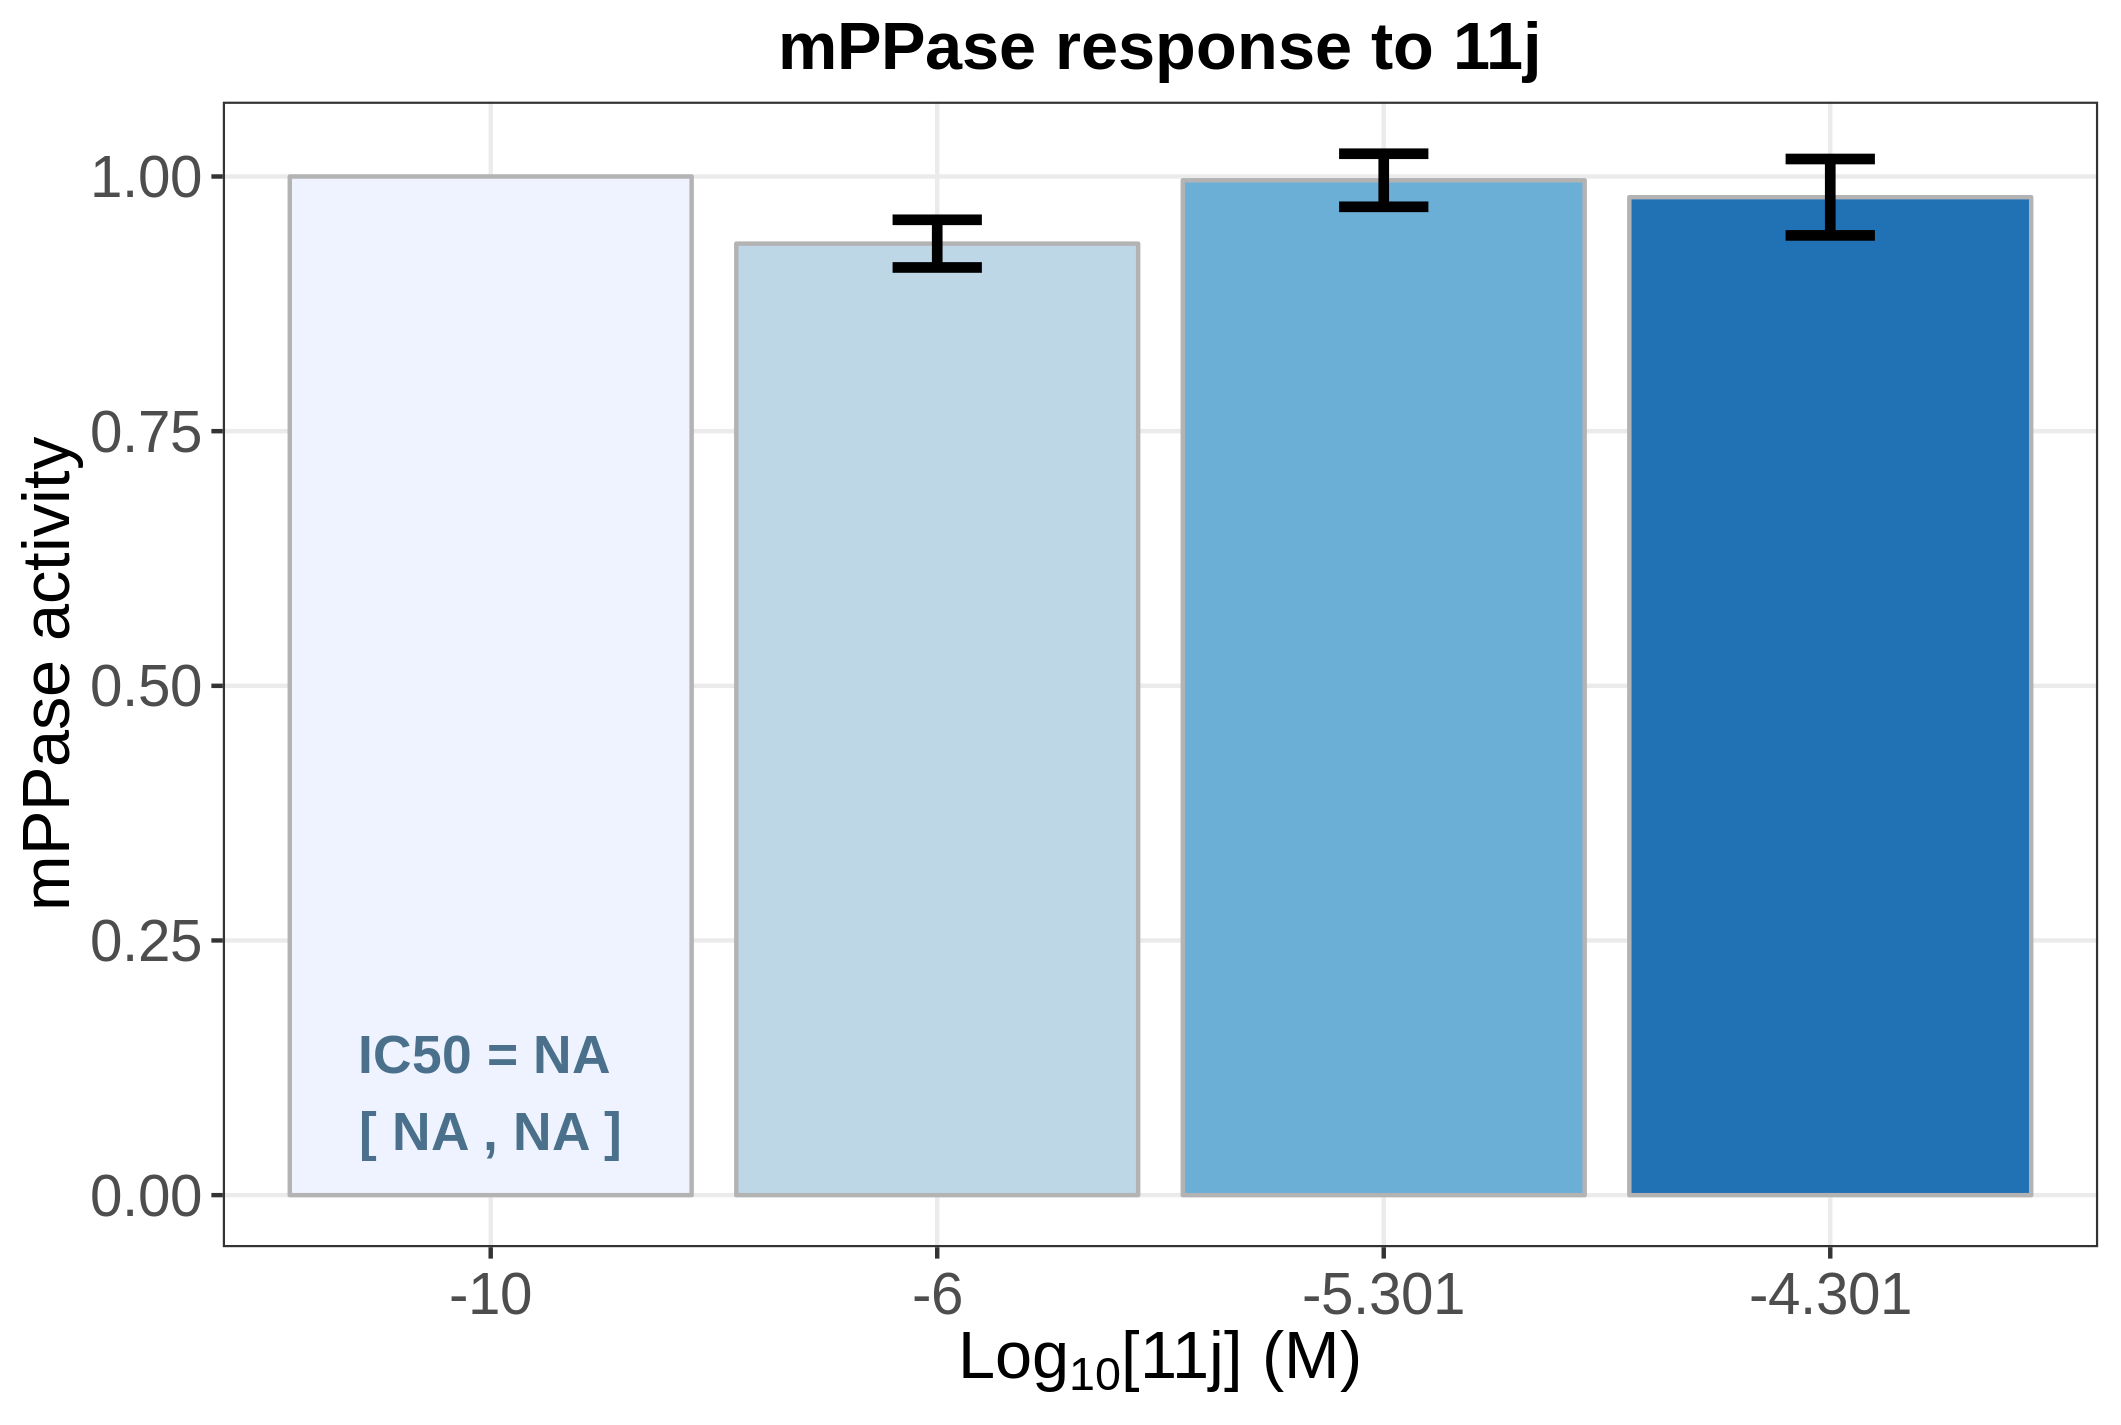 mPPase response to 11j
mPPase activity
1.00
0.75
0.50
0.25
0.00
IC50 = NA
[ NA , NA ]
-10
-6
-5.301
-4.301
Log₁₀[11j] (M)